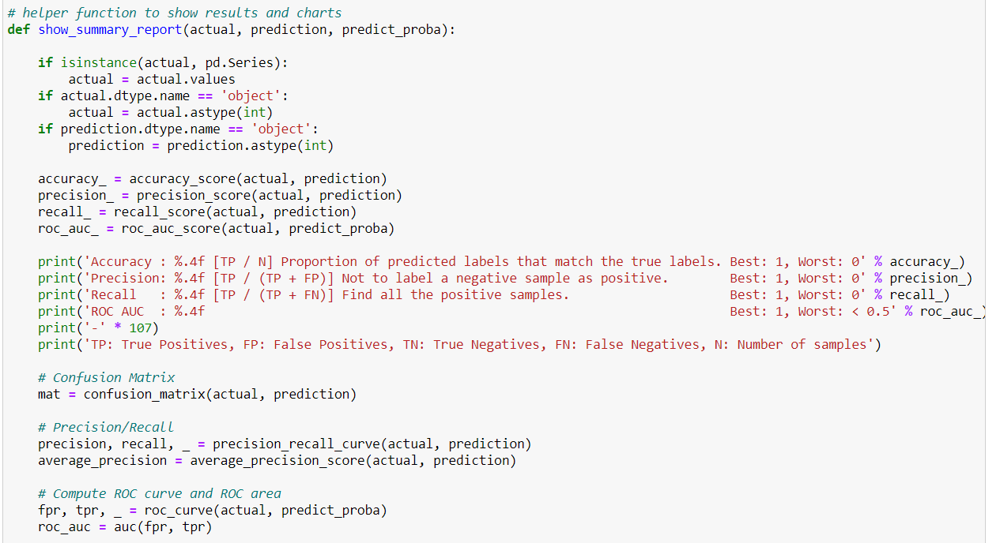 # helper function to show results and charts
def show_summary_report(actual, prediction, predict_proba):

    if isinstance(actual, pd.Series):
        actual = actual.values
    if actual.dtype.name == 'object':
        actual = actual.astype(int)
    if prediction.dtype.name == 'object':
        prediction = prediction.astype(int)

    accuracy_ = accuracy_score(actual, prediction)
    precision_ = precision_score(actual, prediction)
    recall_ = recall_score(actual, prediction)
    roc_auc_ = roc_auc_score(actual, predict_proba)

    print('Accuracy : %.4f [TP / N] Proportion of predicted labels that match the true labels. Best: 1, Worst: 0' % accuracy_)
    print('Precision: %.4f [TP / (TP + FP)] Not to label a negative sample as positive.        Best: 1, Worst: 0' % precision_)
    print('Recall   : %.4f [TP / (TP + FN)] Find all the positive samples.                     Best: 1, Worst: 0' % recall_)
    print('ROC AUC  : %.4f                                                                     Best: 1, Worst: < 0.5' % roc_auc_)
    print('-' * 107)
    print('TP: True Positives, FP: False Positives, TN: True Negatives, FN: False Negatives, N: Number of samples')

    # Confusion Matrix
    mat = confusion_matrix(actual, prediction)

    # Precision/Recall
    precision, recall, _ = precision_recall_curve(actual, prediction)
    average_precision = average_precision_score(actual, prediction)

    # Compute ROC curve and ROC area
    fpr, tpr, _ = roc_curve(actual, predict_proba)
    roc_auc = auc(fpr, tpr)